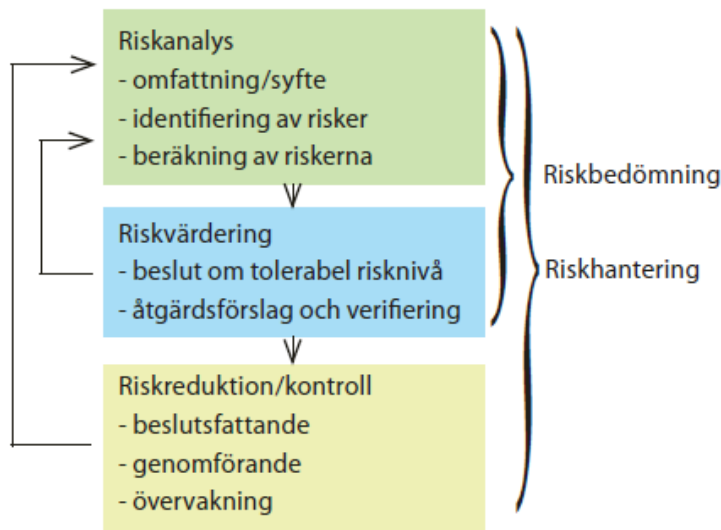 Riskanalys
- omfattning/syfte
- identifiering av risker
- beräkning av riskerna
Riskbedömning
Riskvärdering
- beslut om tolerabel risknivå
- åtgärdsförslag och verifiering
Riskhantering
Riskreduktion/kontroll
- beslutsfattande
- genomförande
- övervakning